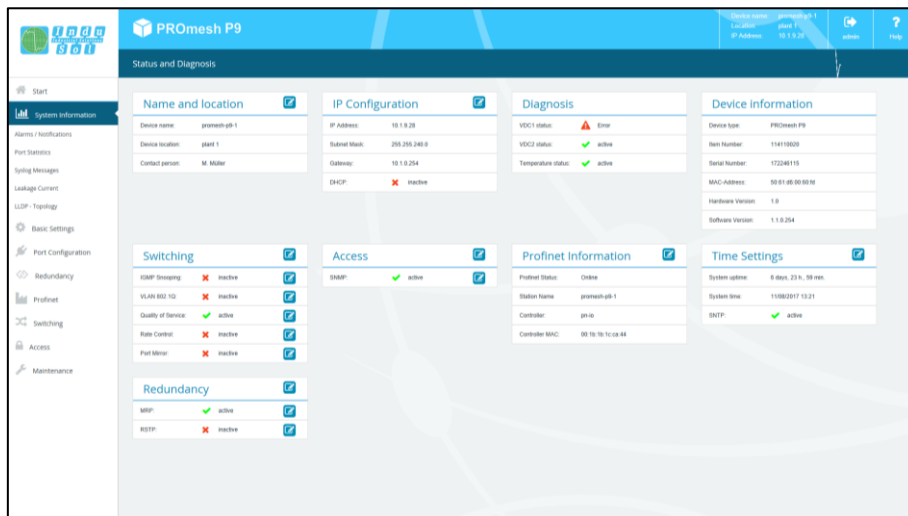 Indu
Sol
PROmesh P9
Device name promesh-p9-1
Location plant 1
IP Address: 10.1.9.28
admin
Help
Status and Diagnosis
Start
System Information
Alarms / Notifications
Port Statistics
Syslog Messages
Leakage Current
LLDP - Topology
Basic Settings
Port Configuration
Redundancy
Profinet
Switching
Access
Maintenance
Name and location
Device name: promesh-p9-1
Device location: plant 1
Contact person: M. Müller
IP Configuration
IP Address: 10.1.9.28
Subnet Mask: 255.255.240.0
Gateway: 10.1.0.254
DHCP: inactive
Diagnosis
VDC1 status: Error
VDC2 status: active
Temperature status: active
Device information
Device type: PROmesh P9
Item Number: 114110020
Serial Number: 172246115
MAC-Address:
Hardware Version 1.0
Software Version 1.1.0.254
Switching
IGMP Snooping: inactive
VLAN 802.1Q: inactive
Quality of Service: active
Rate Control: inactive
Port Mirror: inactive
Access
SNMP: active
Profinet Information
Profinet Status: Online
Station Name promesh-p9-1
Controller: pn-io
Controller MAC: 00:1b:1b:1c:ca:44
Time Settings
System uptime: 6 days, 23 h., 59 min.
System time: 11/08/2017 13:21
SNTP: active
Redundancy
MRP: active
RSTP: inactive